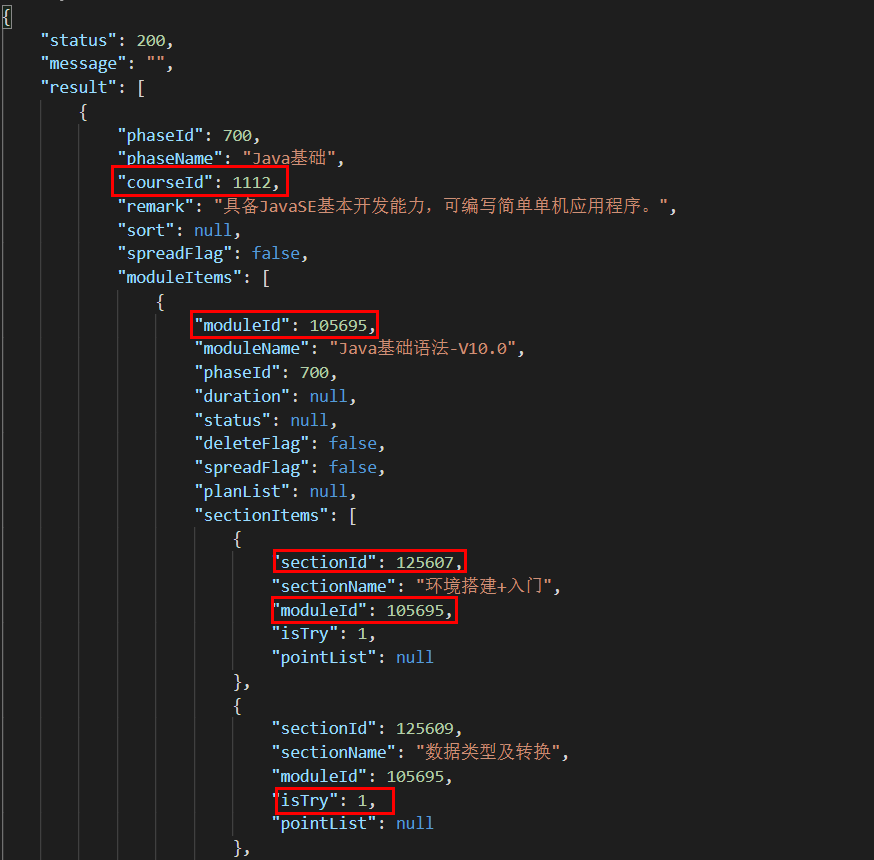 {
"status": 200,
"message": "",
"result": [
{
"phaseId": 700,
"phaseName": "Java基础",
"courseId": 1112,
"remark": "具备JavaSE基本开发能力，可编写简单单机应用程序。",
"sort": null,
"spreadFlag": false,
"moduleItems": [
{
"moduleId": 105695,
"moduleName": "Java基础语法-V10.0",
"phaseId": 700,
"duration": null,
"status": null,
"deleteFlag": false,
"spreadFlag": false,
"planList": null,
"sectionItems": [
{
"sectionId": 125607,
"sectionName": "环境搭建+入门",
"moduleId": 105695,
"isTry": 1,
"pointList": null
},
{
"sectionId": 125609,
"sectionName": "数据类型及转换",
"moduleId": 105695,
"isTry": 1,
"pointList": null
},